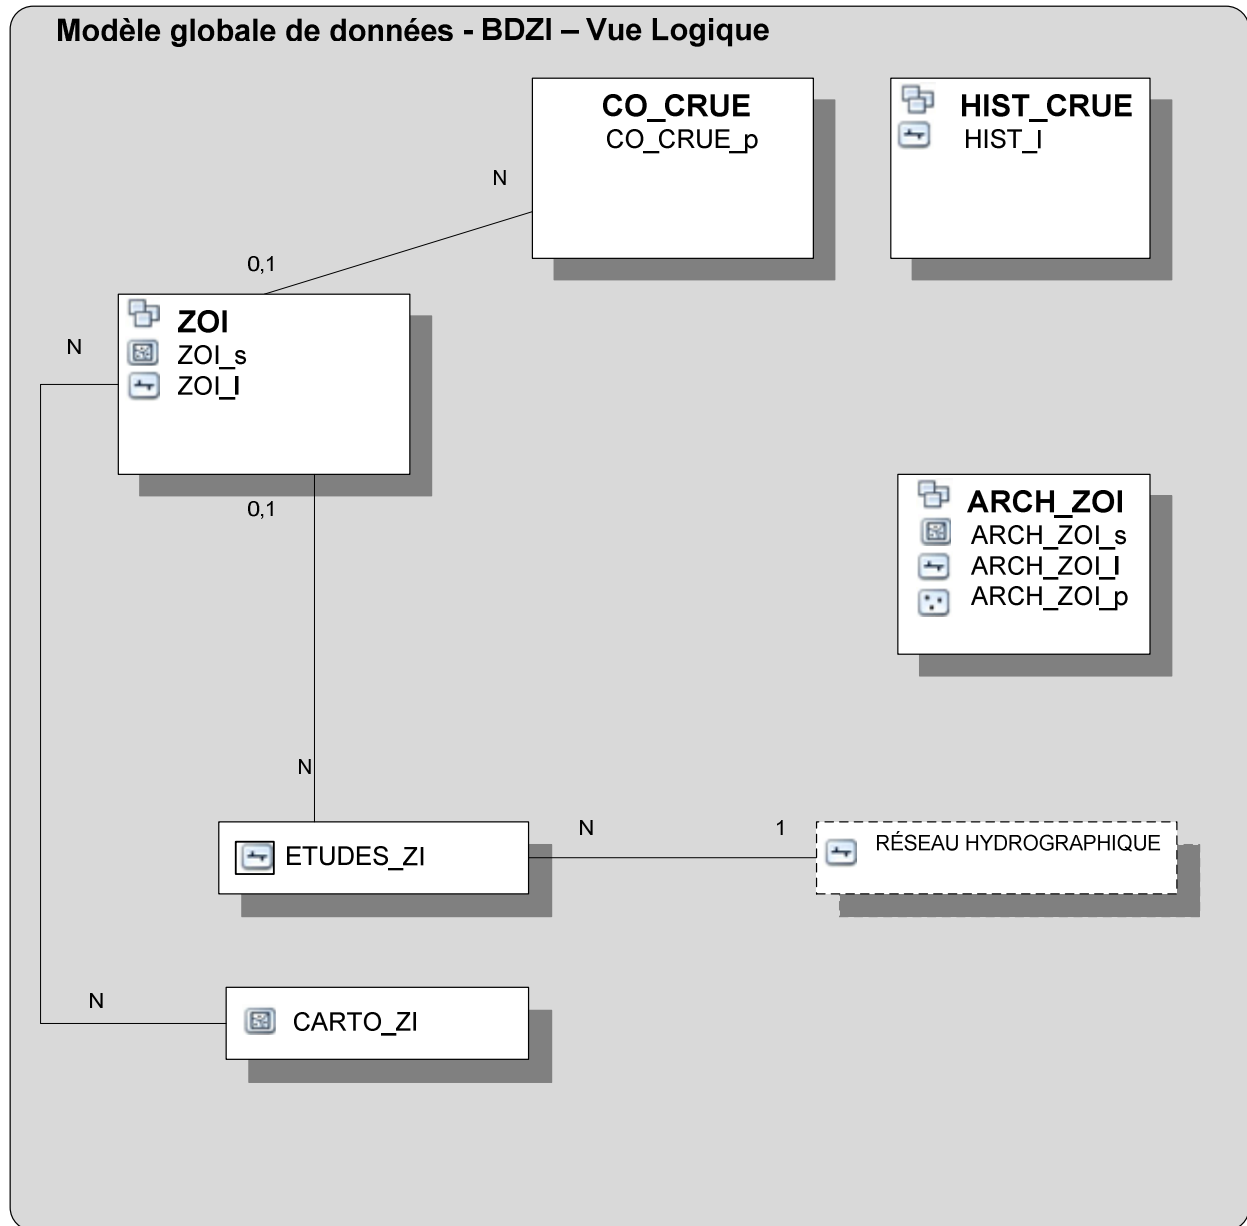 Modèle globale de données - BDZI – Vue Logique
CO_CRUE
CO_CRUE_p
HIST_CRUE
HIST_l
N
0,1
ZOI
ZOI_s
ZOI_l
N
0,1
ARCH_ZOI
ARCH_ZOI_s
ARCH_ZOI_l
ARCH_ZOI_p
N
ETUDES_ZI
N
1
RÉSEAU HYDROGRAPHIQUE
N
CARTO_ZI